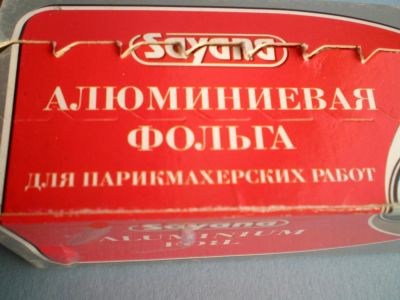 Sayana
АЛЮМИНИЕВАЯ
ФОЛЬГА
ДЛЯ ПАРИКМАХЕРСКИХ РАБОТ
Sayana
ALUMINIUM
FOIL